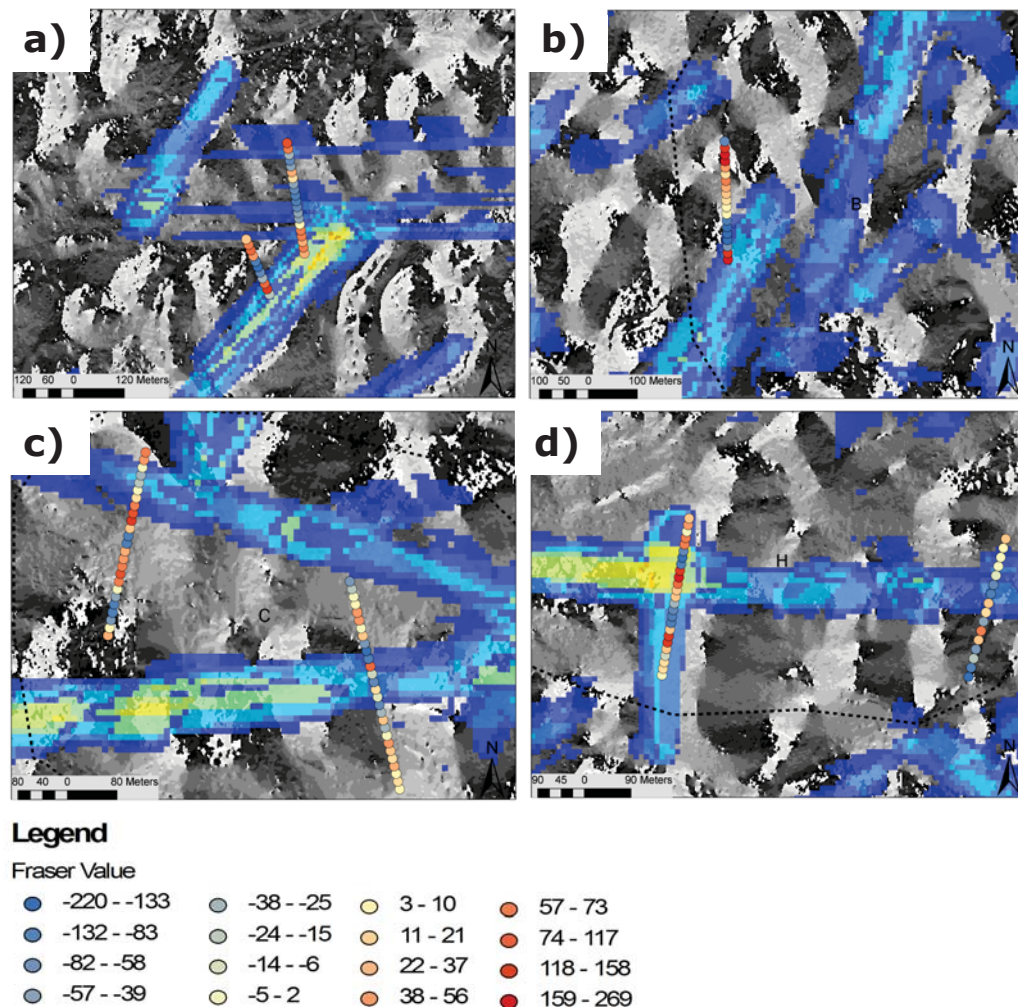 a)
b)
B
N
N
120 60 0 120 Meters
100 50 0 100 Meters
c)
d)
H
C
N
N
80 40 0 80 Meters
90 45 0 90 Meters
Legend
Fraser Value
-220 - -133
-38 - -25
3 - 10
57 - 73
-132 - -83
-24 - -15
11 - 21
74 - 117
-82 - -58
-14 - -6
22 - 37
118 - 158
-57 - -39
-5 - 2
38 - 56
159 - 269